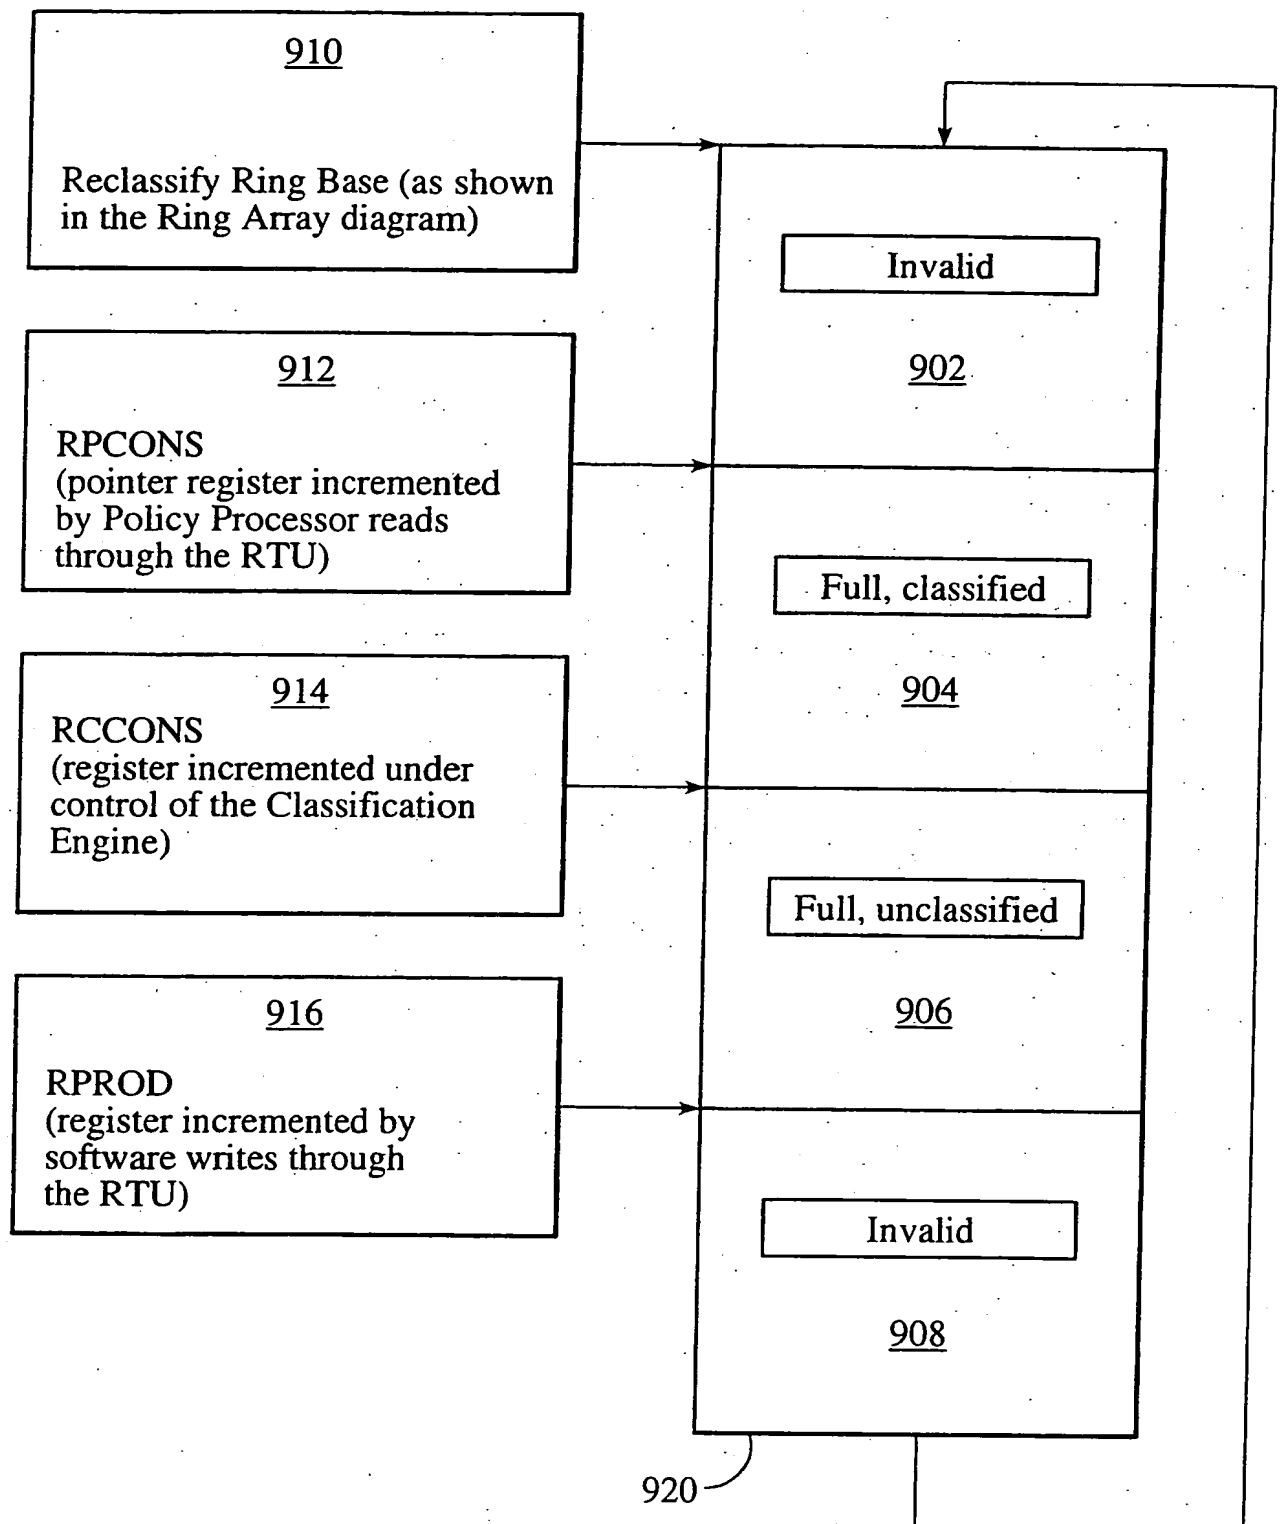 910
Reclassify Ring Base (as shown
in the Ring Array diagram)
Invalid
902
912
RPCONS
(pointer register incremented
by Policy Processor reads
through the RTU)
Full, classified
904
914
RCCONS
(register incremented under
control of the Classification
Engine)
Full, unclassified
906
916
RPROD
(register incremented by
software writes through
the RTU)
Invalid
908
920